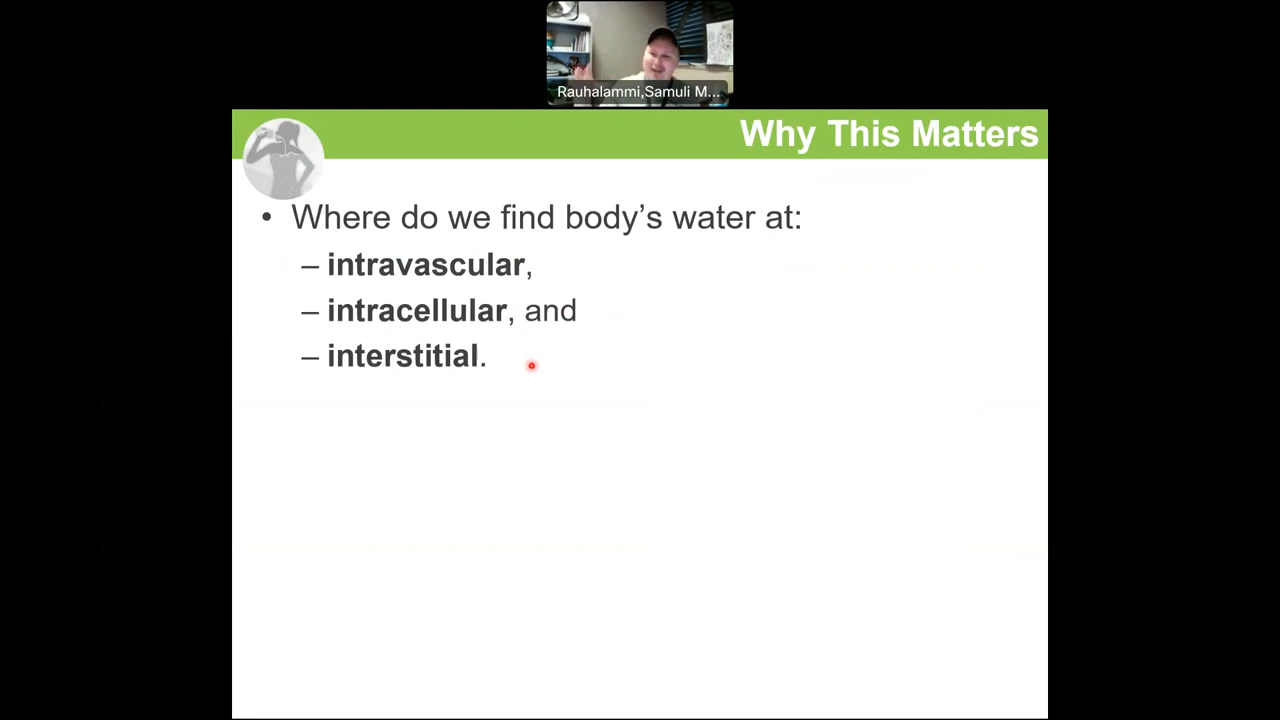 Rauhalammi,Samuli M...
Why This Matters
• Where do we find body’s water at:
– intravascular,
– intracellular, and
– interstitial.